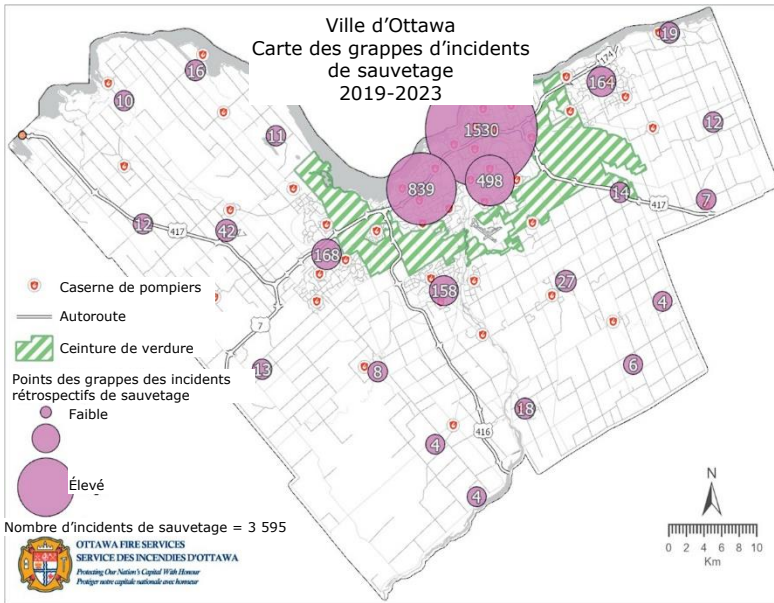 Ville d'Ottawa
Carte des grappes d'incidents
de sauvetage
2019-2023
19
174
164
16
10
1530
12
11
839
498
14
417
7
12
417
42
168
158
27
4
Caserne de pompiers
Autoroute
7
Ceinture de verdure
13
8
6
Points des grappes des incidents
rétrospectifs de sauvetage
Faible
18
416
4
Élevé
4
N
Nombre d'incidents de sauvetage = 3 595
0 2 4 6 8 10
Km
OTTAWA FIRE SERVICES
SERVICE DES INCENDIES D'OTTAWA
Protecting Our Nation's Capital With Honour
Protéger notre capitale nationale avec honneur